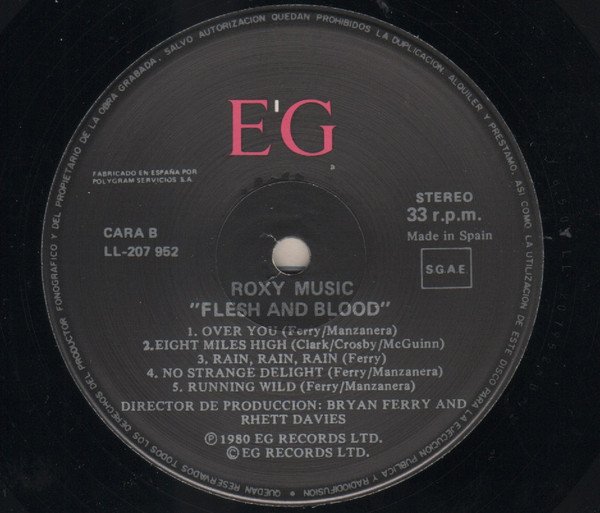 QUEDAN RESERVADOS TODOS LOS DERECHOS DEL PRODUCTOR FONOGRAFICO Y DEL PROPIETARIO DE LA OBRA GRABADA. SALVO AUTORIZACION QUEDAN PROHIBIDOS LA DUPLICACION, ALQUILER Y PRESTAMO, ASI COMO LA UTILIZACION DE ESTE DISCO PARA LA EJECUCION PUBLICA Y RADIODIFUSION
E'G
FABRICADO EN ESPAÑA POR
POLYGRAM SERVICIOS S.A.
STEREO
33 r.p.m.
Made in Spain
CARA B
LL-207 952
S.G.A.E.
ROXY MUSIC
"FLESH AND BLOOD"
1. OVER YOU (Ferry/Manzanera)
2.EIGHT MILES HIGH (Clark/Crosby/McGuinn)
3. RAIN, RAIN, RAIN (Ferry)
4. NO STRANGE DELIGHT (Ferry/Manzanera)
5. RUNNING WILD (Ferry/Manzanera)
DIRECTOR DE PRODUCCION: BRYAN FERRY AND
RHETT DAVIES
Ⓟ 1980 EG RECORDS LTD.
© EG RECORDS LTD.